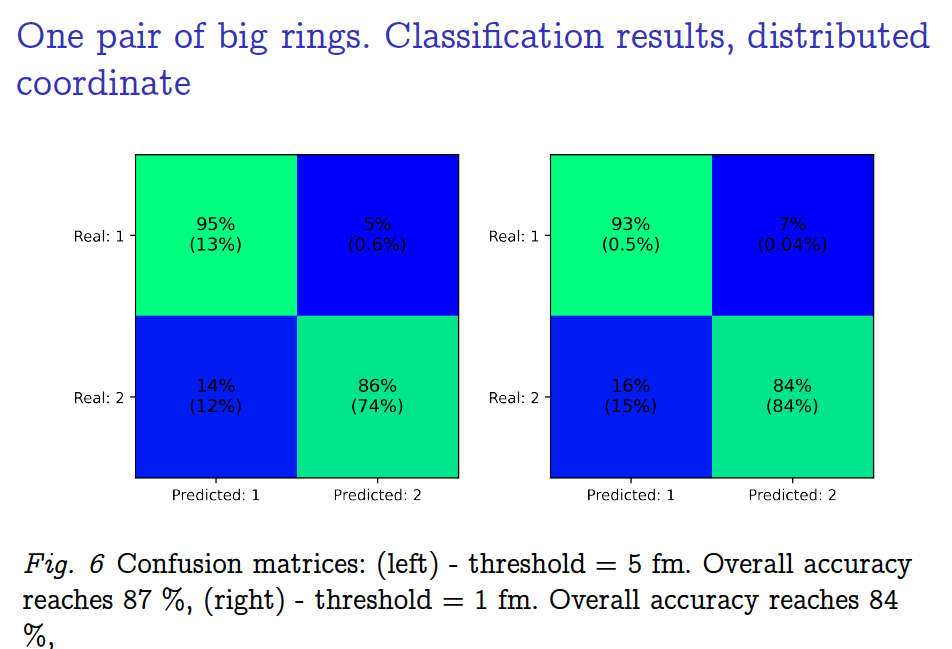 One pair of big rings. Classification results, distributed
coordinate
95%
(13%)
5%
(0.6%)
Real: 1
14%
(12%)
86%
(74%)
Real: 2
Predicted: 1
Predicted: 2
93%
(0.5%)
7%
(0.04%)
Real: 1
16%
(15%)
84%
(84%)
Real: 2
Predicted: 1
Predicted: 2
Fig. 6 Confusion matrices: (left) - threshold = 5 fm. Overall accuracy
reaches 87 %, (right) - threshold = 1 fm. Overall accuracy reaches 84
%,